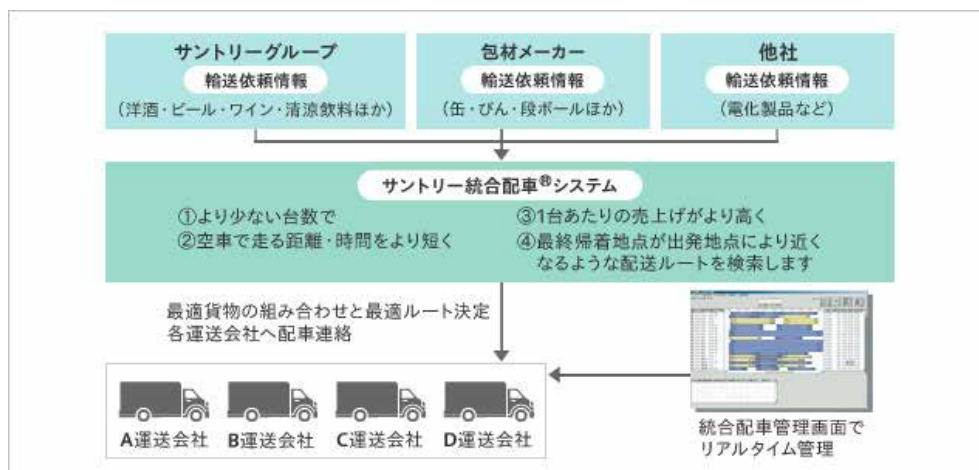 サントリーグループ
輸送依頼情報
（洋酒・ビール・ワイン・清涼飲料ほか）
包材メーカー
輸送依頼情報
（缶・びん・段ボールほか）
他社
輸送依頼情報
（電化製品など）
サントリー統合配車®システム
①より少ない台数で
②空車で走る距離・時間をより短く
③1台あたりの売上げがより高く
④最終帰着地点が出発地点により近く
なるような配送ルートを検索します
最適貨物の組み合わせと最適ルート決定
各運送会社へ配車連絡
A運送会社
B運送会社
C運送会社
D運送会社
統合配車管理画面で
リアルタイム管理